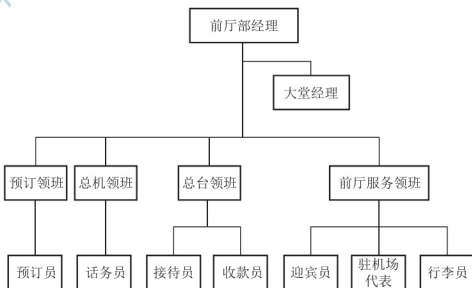 前厅部经理
大堂经理
预订领班
总机领班
总台领班
前厅服务领班
预订员
话务员
接待员
收款员
迎宾员
驻机场
代表
行李员